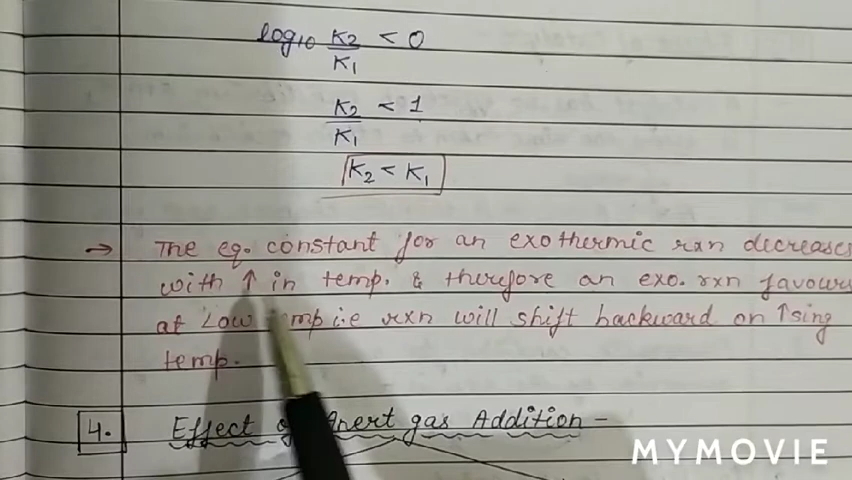 log10 K2/K1 < 0
K2/K1 < 1
K2 < K1
→ The eq. constant for an exothermic rxn decreases
with ↑ in temp. & therefore an exo. rxn favours
at Low i.e rxn will shift backward on ↑sing
temp.
4. Effect of Inert gas Addition -
MYMOVIE